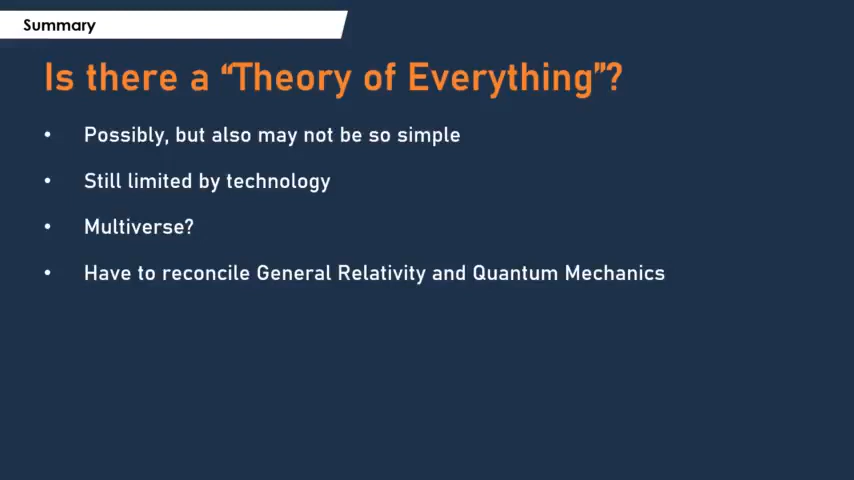 Summary
Is there a “Theory of Everything”?
• Possibly, but also may not be so simple
• Still limited by technology
• Multiverse?
• Have to reconcile General Relativity and Quantum Mechanics